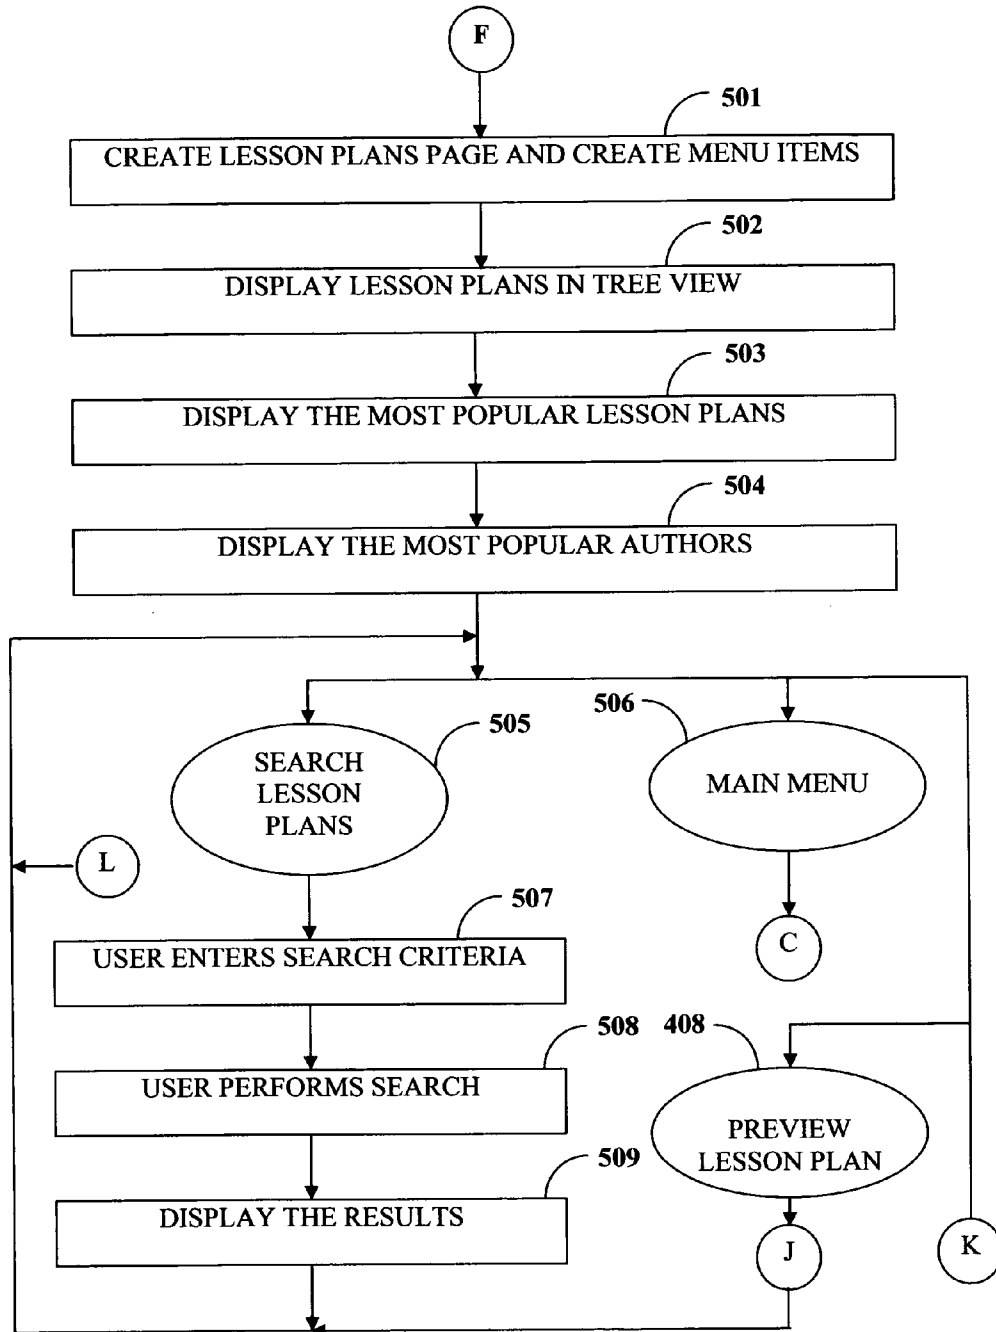 F
501
CREATE LESSON PLANS PAGE AND CREATE MENU ITEMS
502
DISPLAY LESSON PLANS IN TREE VIEW
503
DISPLAY THE MOST POPULAR LESSON PLANS
504
DISPLAY THE MOST POPULAR AUTHORS
505
SEARCH
LESSON
PLANS
506
MAIN MENU
L
C
507
USER ENTERS SEARCH CRITERIA
508
USER PERFORMS SEARCH
408
PREVIEW
LESSON PLAN
509
DISPLAY THE RESULTS
J
K